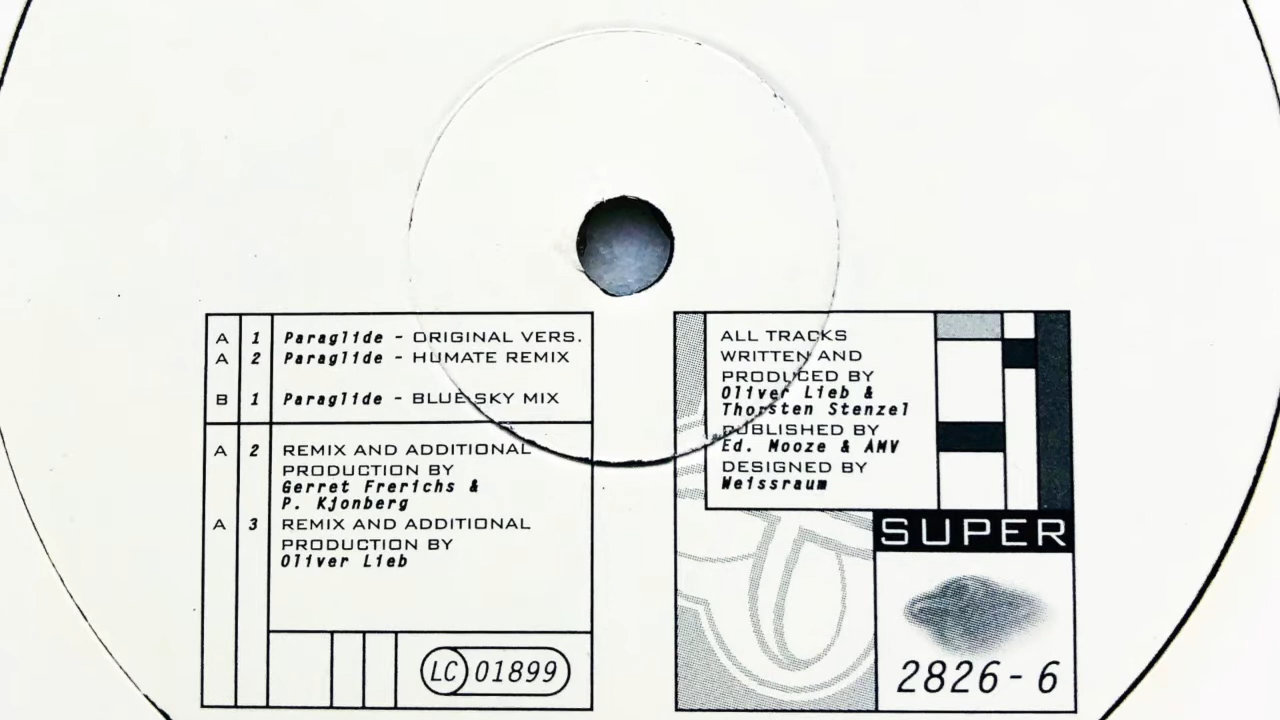 A 1 Paraglide - ORIGINAL VERS.
A 2 Paraglide - HUMATE REMIX
B 1 Paraglide - BLUE SKY MIX
A 2 REMIX AND ADDITIONAL
PRODUCTION BY
Gerret Frerichs &
P. Kjonberg
A 3 REMIX AND ADDITIONAL
PRODUCTION BY
Oliver Lieb
LC 01899
ALL TRACKS
WRITTEN AND
PRODUCED BY
Oliver Lieb &
Thorsten Stenzel
PUBLISHED BY
Ed. Mooze & AMV
DESIGNED BY
Weissraum
SUPER
2826-6